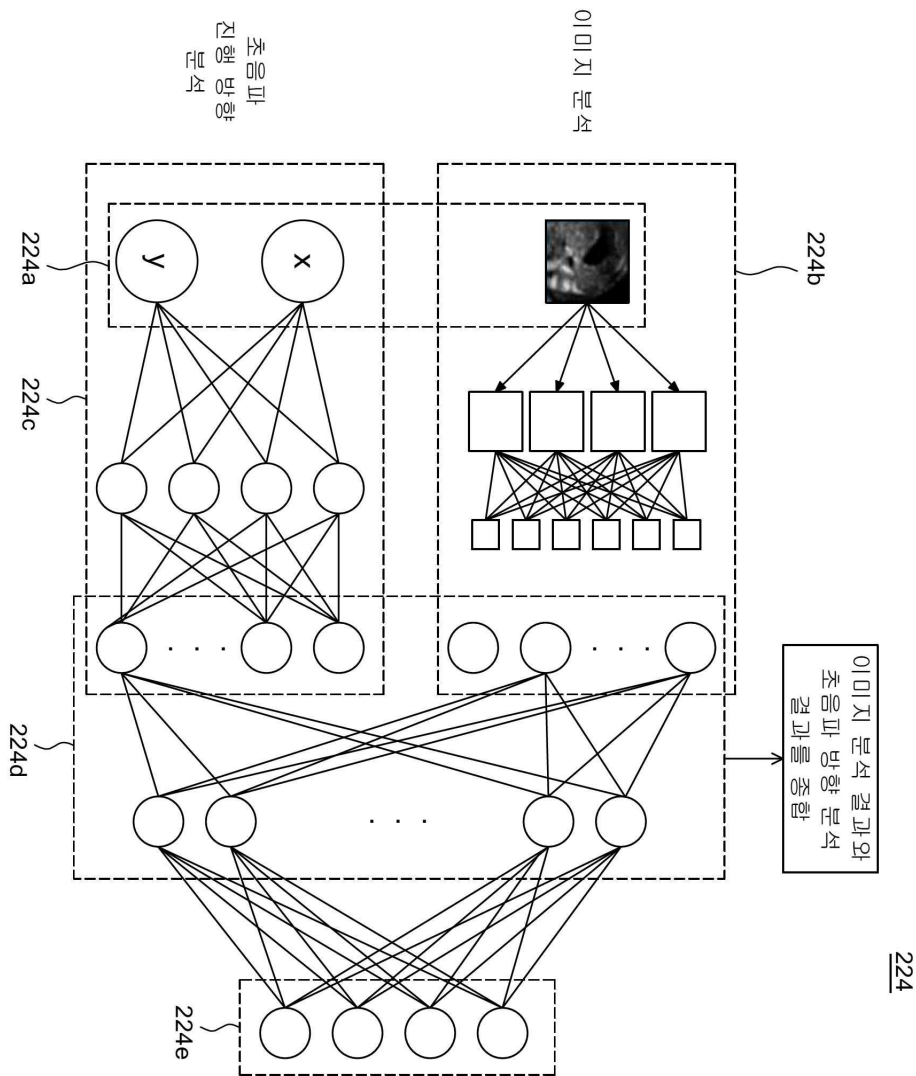 224
이미지 분석 결과와
초음파 방향 분석
결과를 종합
224b
이미지 분석
초음파
진행 방향
분석
x
y
224a
224c
224d
224e